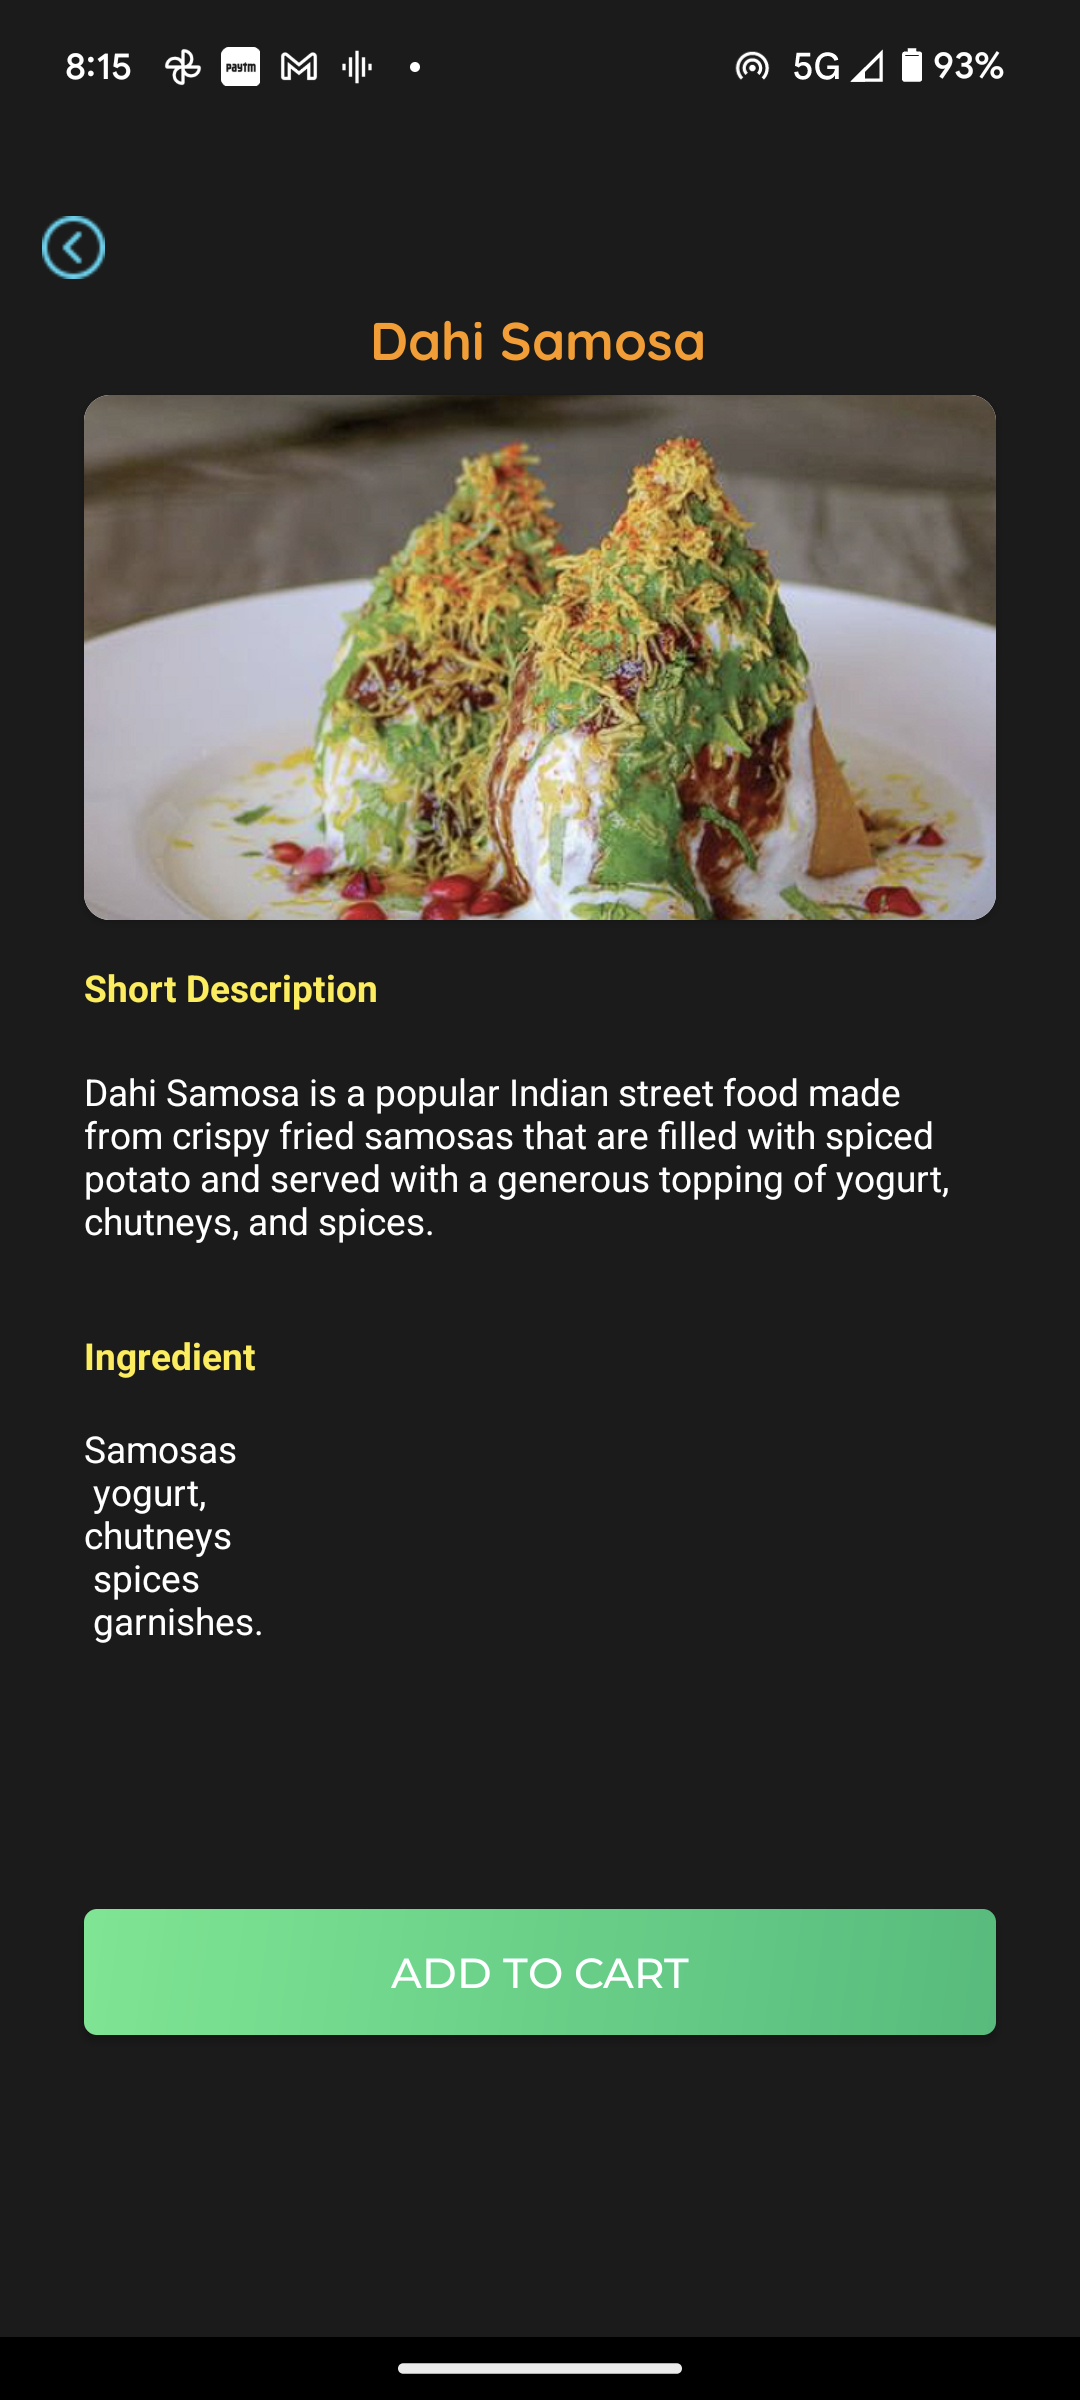 8:15 paytm 5G 93%
Dahi Samosa
Short Description
Dahi Samosa is a popular Indian street food made
from crispy fried samosas that are filled with spiced
potato and served with a generous topping of yogurt,
chutneys, and spices.
Ingredient
Samosas
yogurt,
chutneys
spices
garnishes.
ADD TO CART